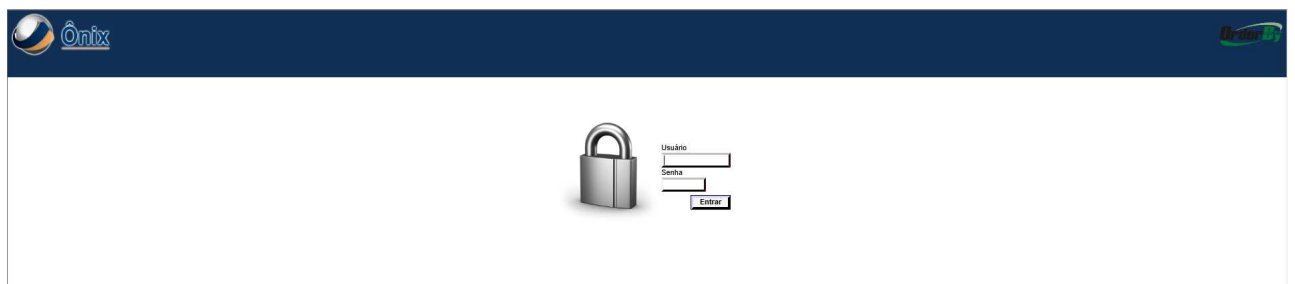 Ônix
OrderBy
Usuário
Senha
Entrar